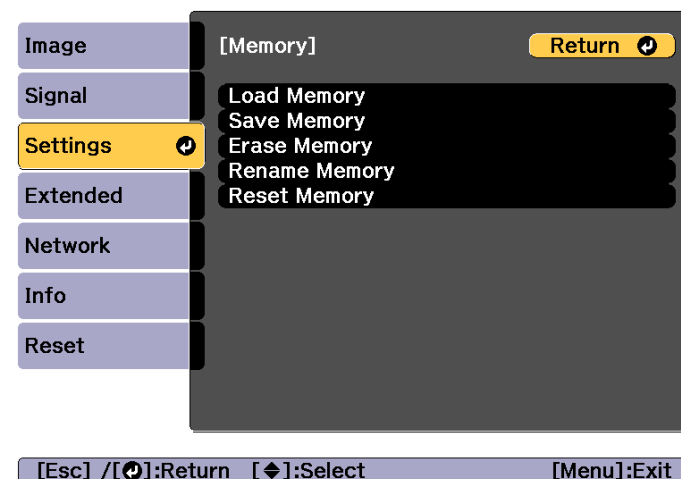 Image
Signal
Settings
Extended
Network
Info
Reset
[Memory]
Return
Load Memory
Save Memory
Erase Memory
Rename Memory
Reset Memory
[Esc] /[⏎]:Return [◆]:Select [Menu]:Exit